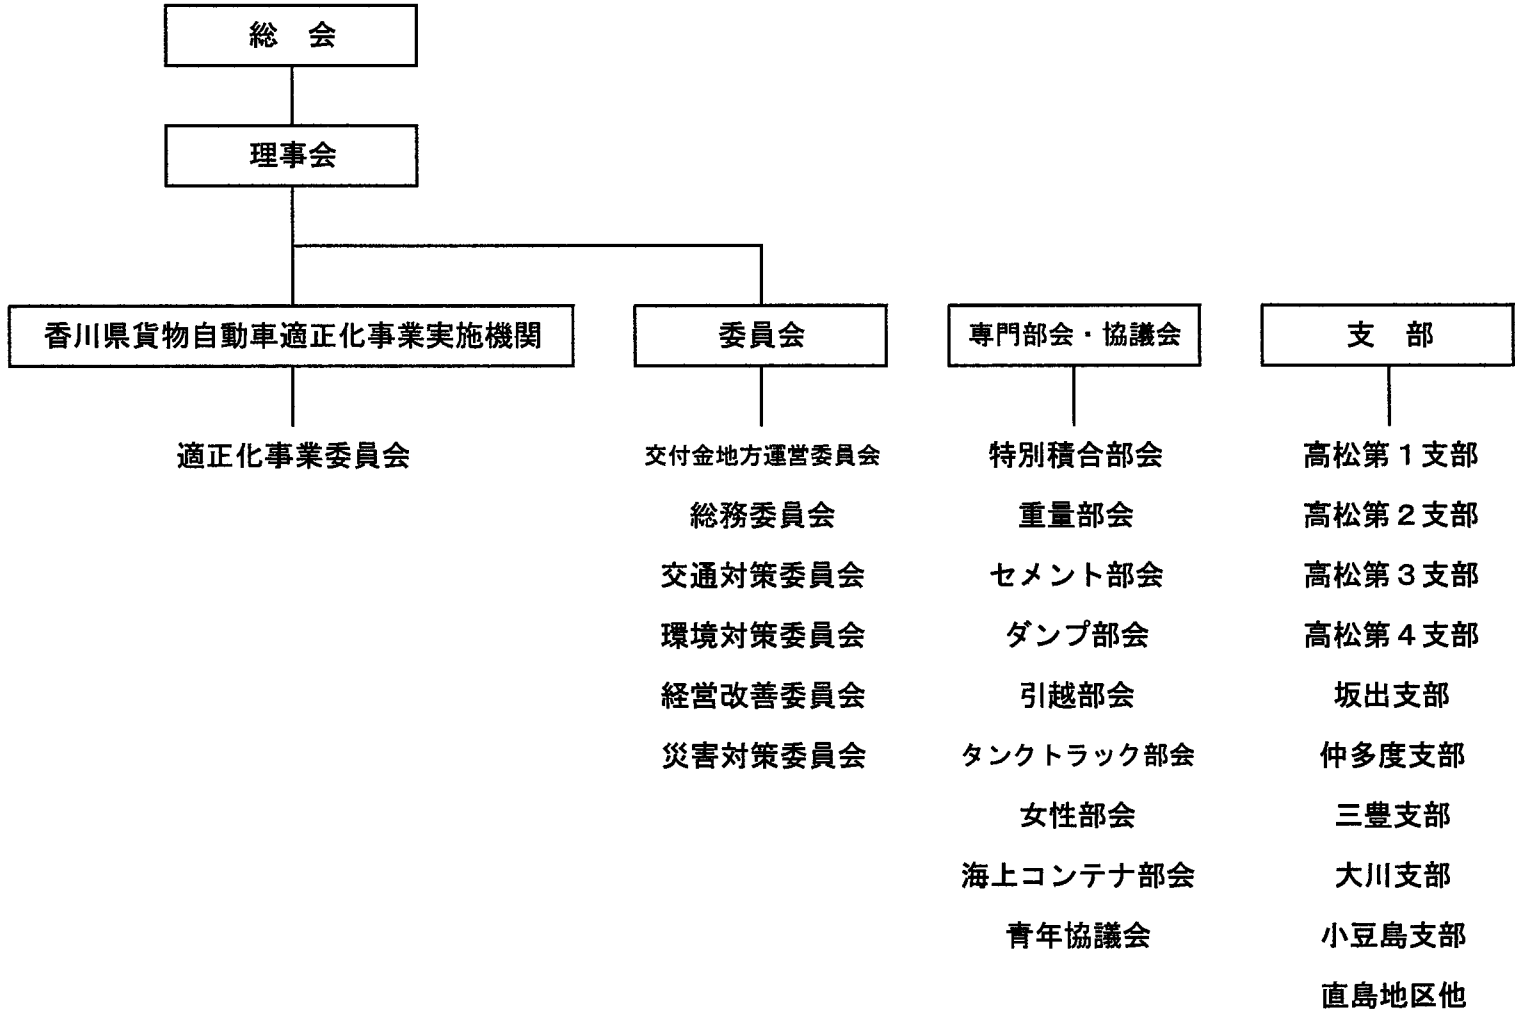 総　会
理事会
香川県貨物自動車適正化事業実施機関
適正化事業委員会
委員会
交付金地方運営委員会
総務委員会
交通対策委員会
環境対策委員会
経営改善委員会
災害対策委員会
専門部会・協議会
特別積合部会
重量部会
セメント部会
ダンプ部会
引越部会
タンクトラック部会
女性部会
海上コンテナ部会
青年協議会
支　部
高松第１支部
高松第２支部
高松第３支部
高松第４支部
坂出支部
仲多度支部
三豊支部
大川支部
小豆島支部
直島地区他